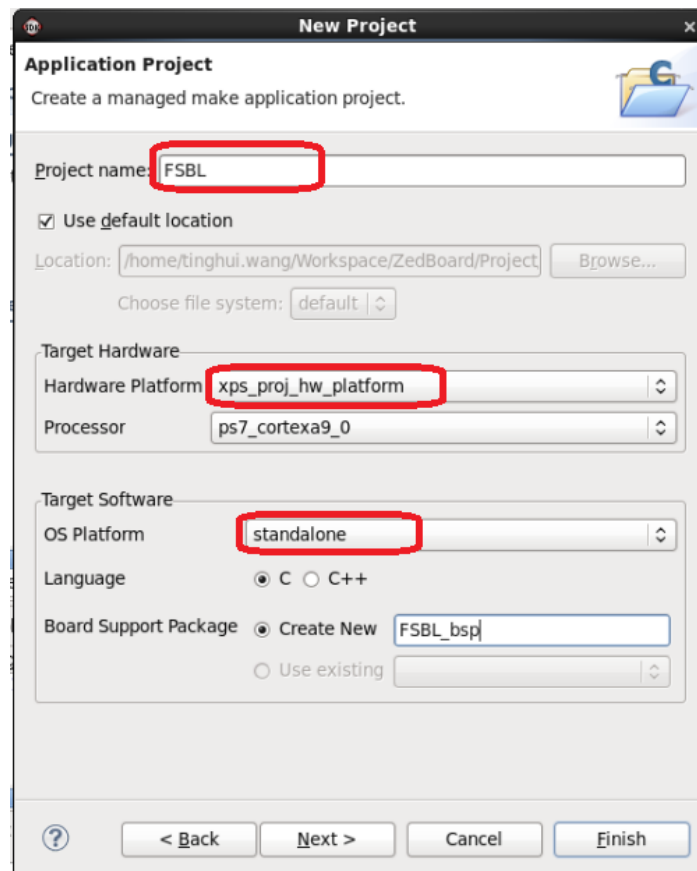 SDK
New Project
×
Application Project
Create a managed make application project.
C
Project name: FSBL
Use default location
Location: /home/tinghui.wang/Workspace/ZedBoard/Project Browse...
Choose file system: default
Target Hardware
Hardware Platform xps_proj_hw_platform
Processor ps7_cortexa9_0
Target Software
OS Platform standalone
Language C C++
Board Support Package Create New FSBL_bsp
Use existing
? < Back Next > Cancel Finish